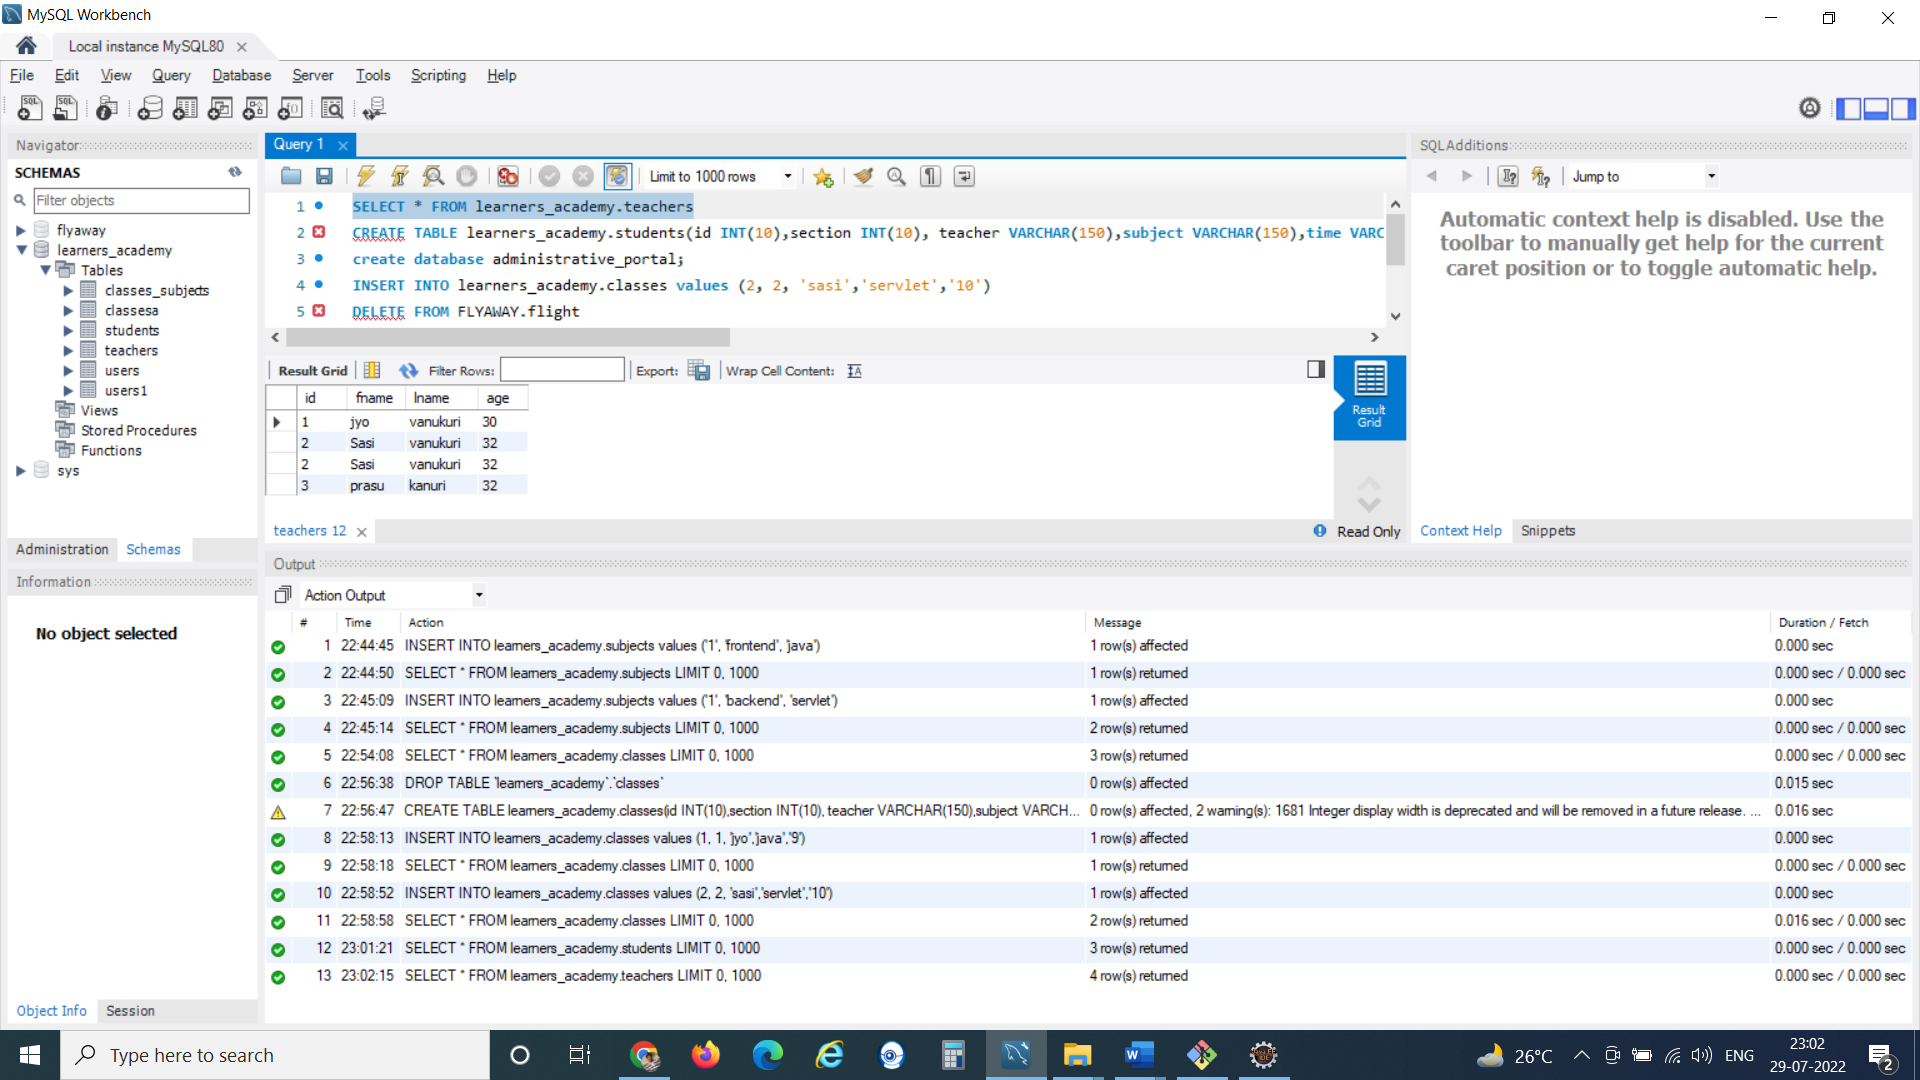 MySQL Workbench
Local instance MySQL80
File Edit View Query Database Server Tools Scripting Help
Navigator
SCHEMAS
Filter objects
flyaway
learners_academy
Tables
classes_subjects
classesa
students
teachers
users
users1
Views
Stored Procedures
Functions
sys
Administration Schemas
Information
No object selected
Object Info Session
Query 1
Limit to 1000 rows
1 SELECT * FROM learners_academy.teachers
2 CREATE TABLE learners_academy.students(id INT(10),section INT(10), teacher VARCHAR(150),subject VARCHAR(150),time VARC
3 create database administrative_portal;
4 INSERT INTO learners_academy.classes values (2, 2, 'sasi','servlet','10')
5 DELETE FROM FLYAWAY.flight
Result Grid Filter Rows: Export: Wrap Cell Content:
id fname lname age
1 jyo vanukuri 30
2 Sasi vanukuri 32
2 Sasi vanukuri 32
3 prasu kanuri 32
Result
Grid
teachers 12
Read Only
SQLAdditions
Jump to
Automatic context help is disabled. Use the
toolbar to manually get help for the current
caret position or to toggle automatic help.
Context Help Snippets
Output
Action Output
# Time Action Message Duration / Fetch
1 22:44:45 INSERT INTO learners_academy.subjects values ('1', 'frontend', 'java') 1 row(s) affected 0.000 sec
2 22:44:50 SELECT * FROM learners_academy.subjects LIMIT 0, 1000 1 row(s) returned 0.000 sec / 0.000 sec
3 22:45:09 INSERT INTO learners_academy.subjects values ('1', 'backend', 'servlet') 1 row(s) affected 0.000 sec
4 22:45:14 SELECT * FROM learners_academy.subjects LIMIT 0, 1000 2 row(s) returned 0.000 sec / 0.000 sec
5 22:54:08 SELECT * FROM learners_academy.classes LIMIT 0, 1000 3 row(s) returned 0.000 sec / 0.000 sec
6 22:56:38 DROP TABLE `learners_academy`.`classes` 0 row(s) affected 0.015 sec
7 22:56:47 CREATE TABLE learners_academy.classes(id INT(10),section INT(10), teacher VARCHAR(150),subject VARCH... 0 row(s) affected, 2 warning(s): 1681 Integer display width is deprecated and will be removed in a future release. ... 0.016 sec
8 22:58:13 INSERT INTO learners_academy.classes values (1, 1, 'jyo','java','9') 1 row(s) affected 0.000 sec
9 22:58:18 SELECT * FROM learners_academy.classes LIMIT 0, 1000 1 row(s) returned 0.000 sec / 0.000 sec
10 22:58:52 INSERT INTO learners_academy.classes values (2, 2, 'sasi','servlet','10') 1 row(s) affected 0.000 sec
11 22:58:58 SELECT * FROM learners_academy.classes LIMIT 0, 1000 2 row(s) returned 0.016 sec / 0.000 sec
12 23:01:21 SELECT * FROM learners_academy.students LIMIT 0, 1000 3 row(s) returned 0.000 sec / 0.000 sec
13 23:02:15 SELECT * FROM learners_academy.teachers LIMIT 0, 1000 4 row(s) returned 0.000 sec / 0.000 sec
Type here to search
26°C ENG
23:02
29-07-2022
2